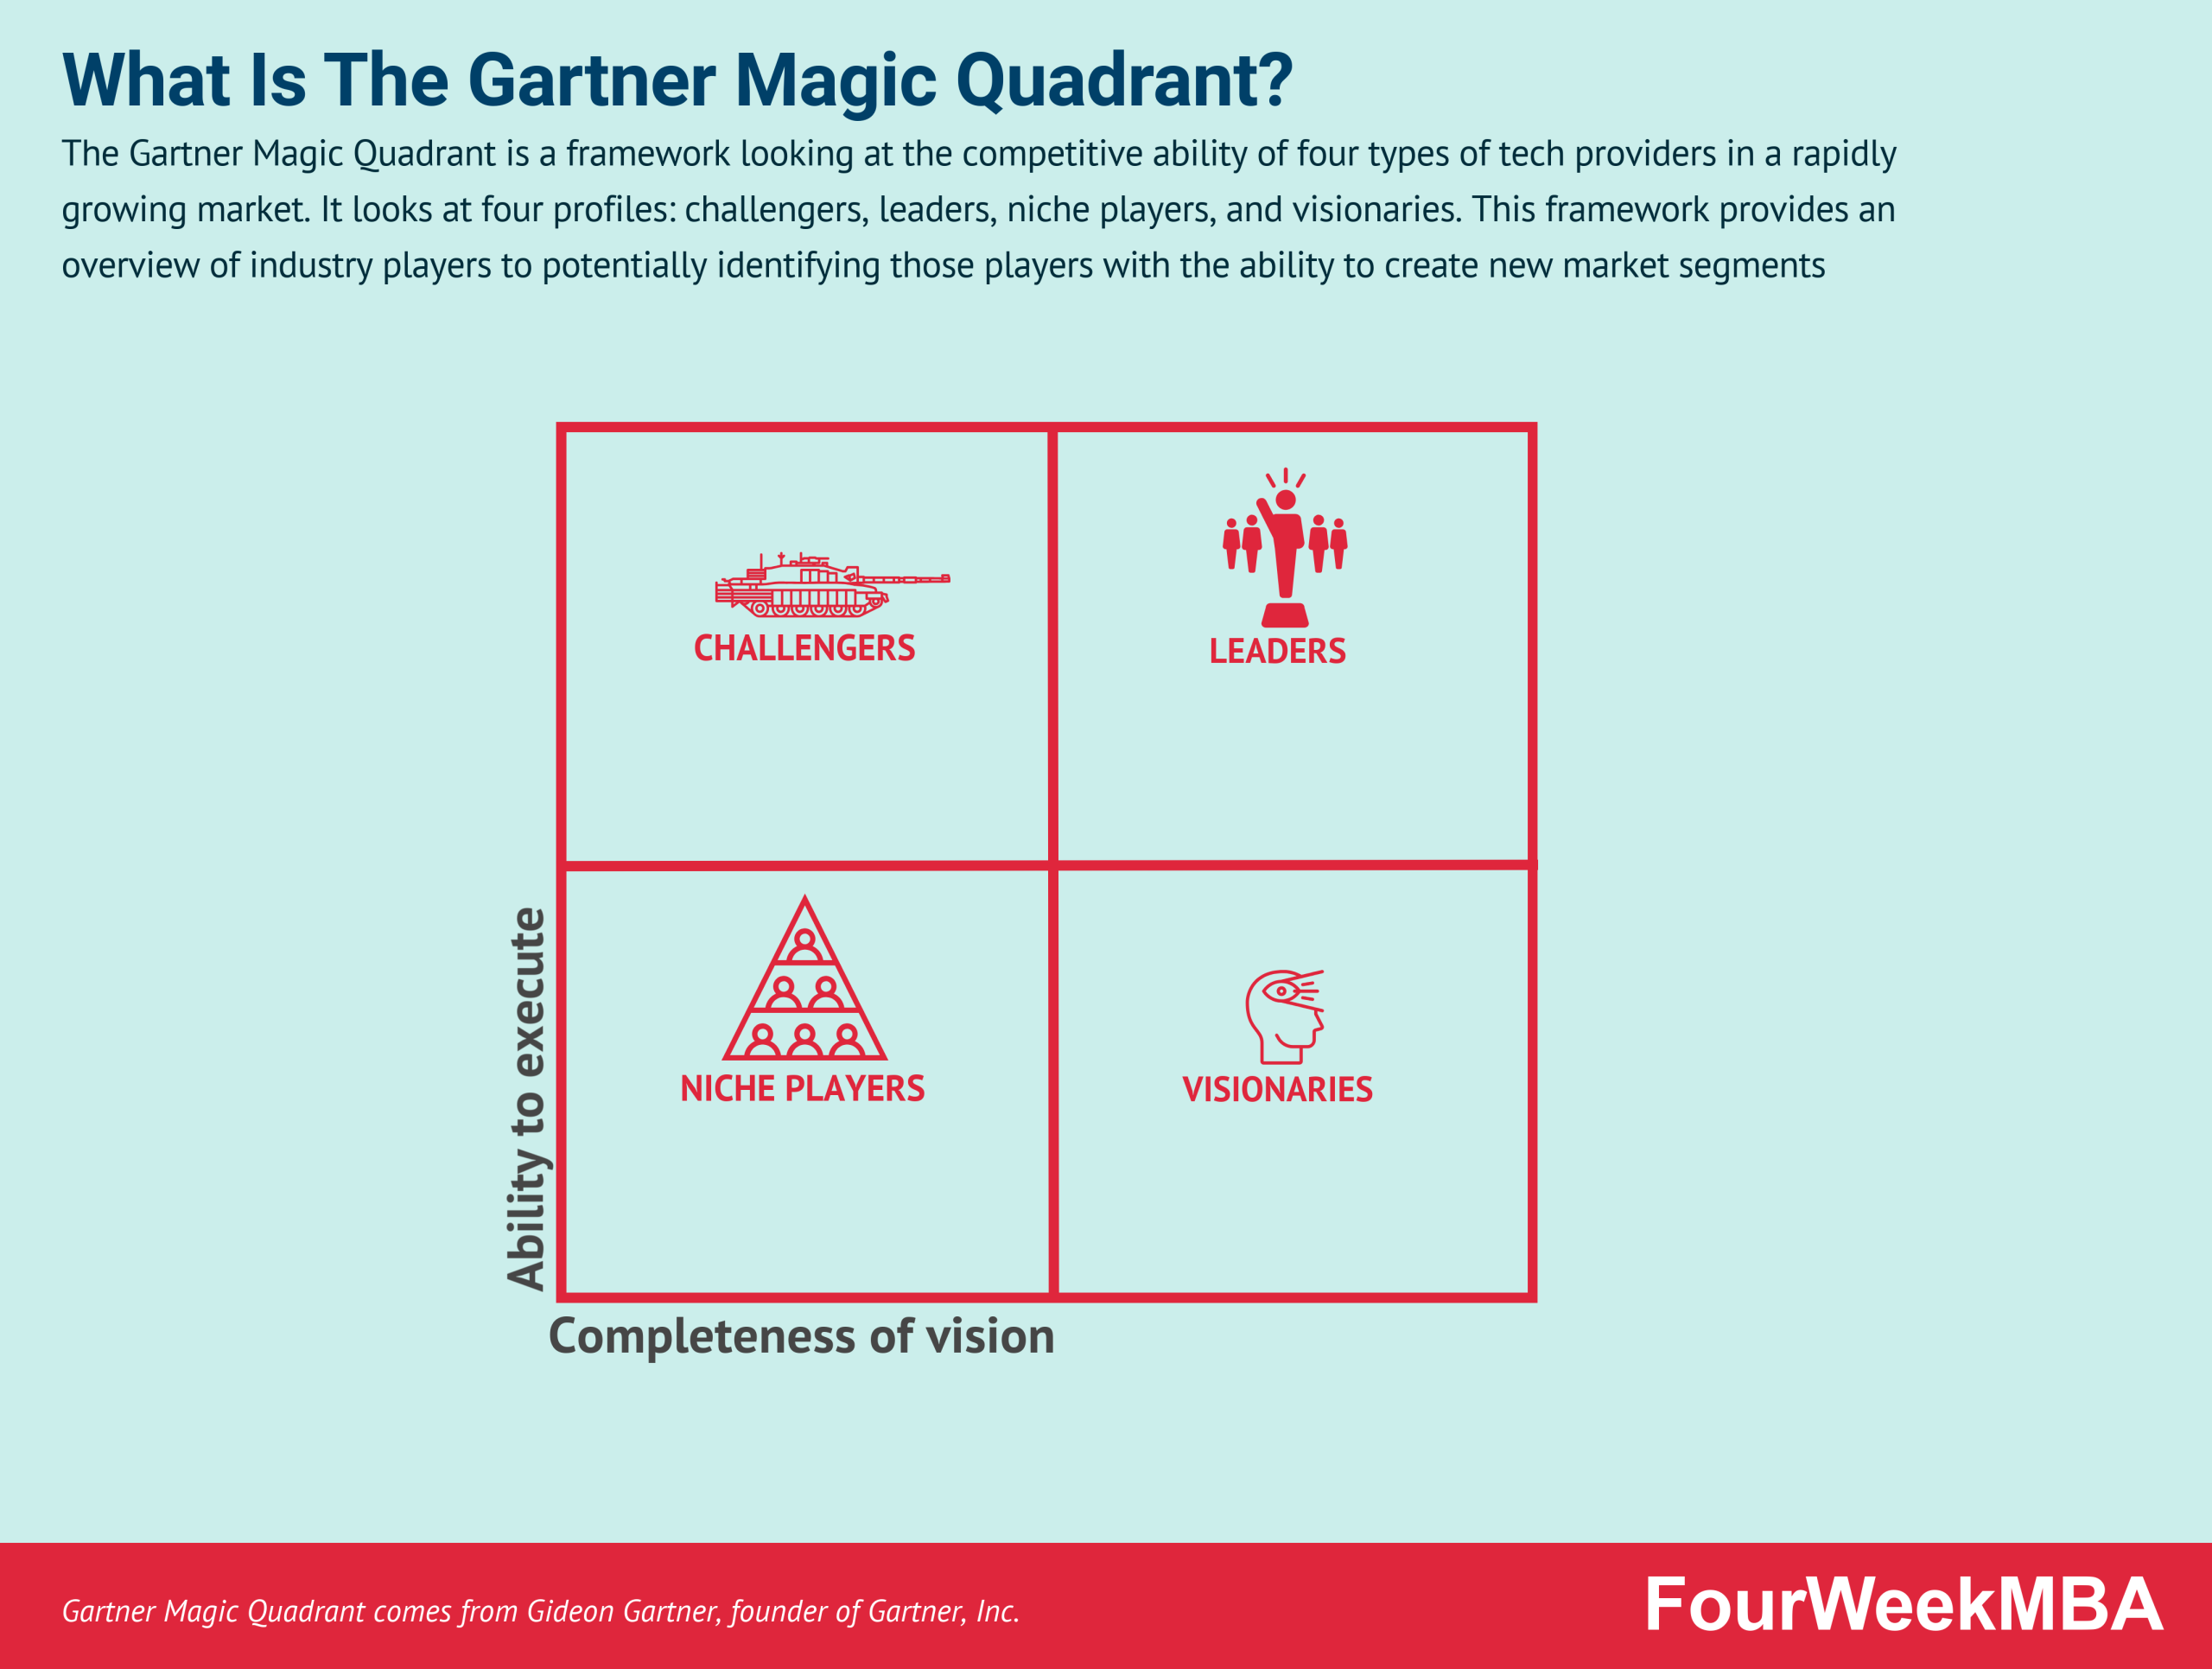 What Is The Gartner Magic Quadrant?
The Gartner Magic Quadrant is a framework looking at the competitive ability of four types of tech providers in a rapidly
growing market. It looks at four profiles: challengers, leaders, niche players, and visionaries. This framework provides an
overview of industry players to potentially identifying those players with the ability to create new market segments
CHALLENGERS
LEADERS
NICHE PLAYERS
VISIONARIES
Ability to execute
Completeness of vision
Gartner Magic Quadrant comes from Gideon Gartner, founder of Gartner, Inc.
FourWeekMBA